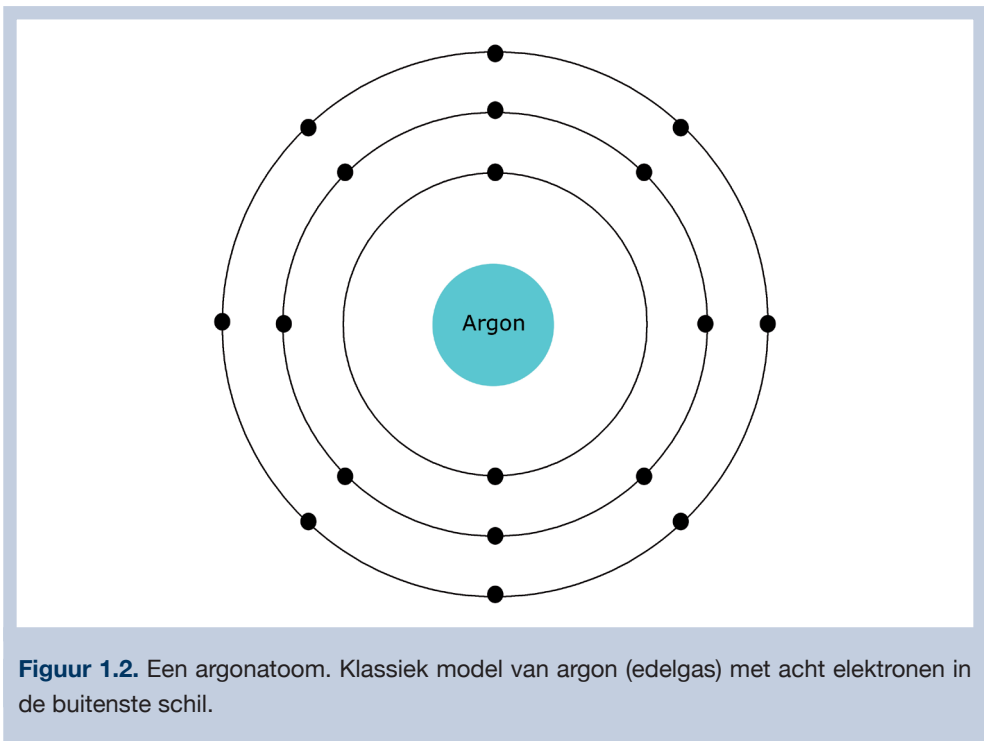 Argon
Figuur 1.2. Een argonatoom. Klassiek model van argon (edelgas) met acht elektronen in
de buitenste schil.